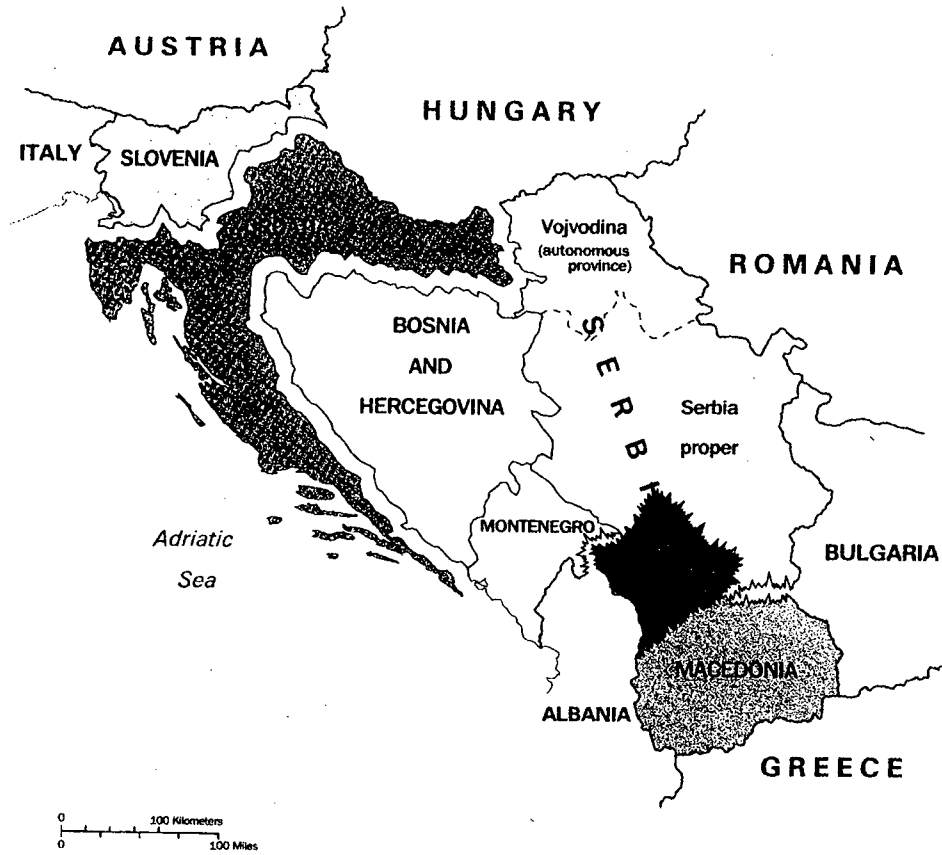 AUSTRIA
HUNGARY
ITALY
SLOVENIA
Vojvodina
(autonomous
province)
ROMANIA
BOSNIA
AND
HERCEGOVINA
SERBI
Serbia
proper
MONTENEGRO
Adriatic
Sea
BULGARIA
MACEDONIA
ALBANIA
GREECE
0 100 Kilometers
0 100 Miles